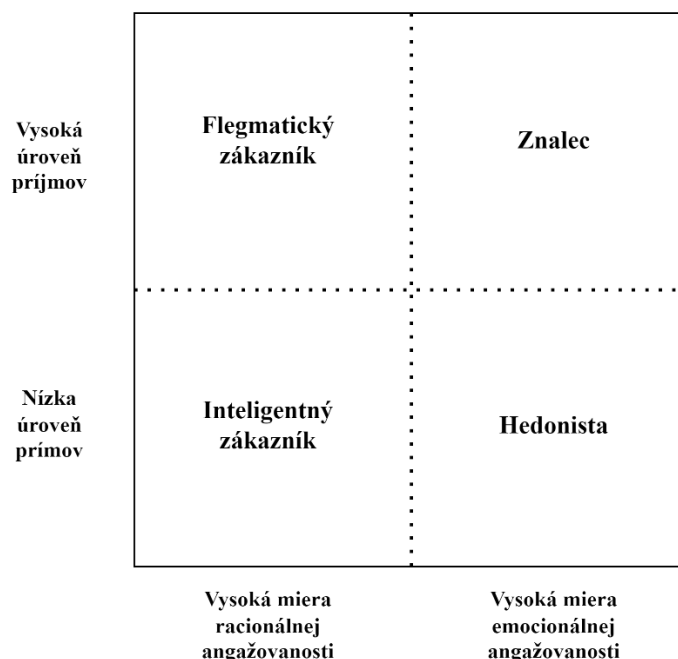 Vysoká
úroveň
príjmov
Flegmatický
zákazník
Znalec
Nízka
úroveň
prímov
Inteligentný
zákazník
Hedonista
Vysoká miera
racionálnej
angažovanosti
Vysoká miera
emocionálnej
angažovanosti